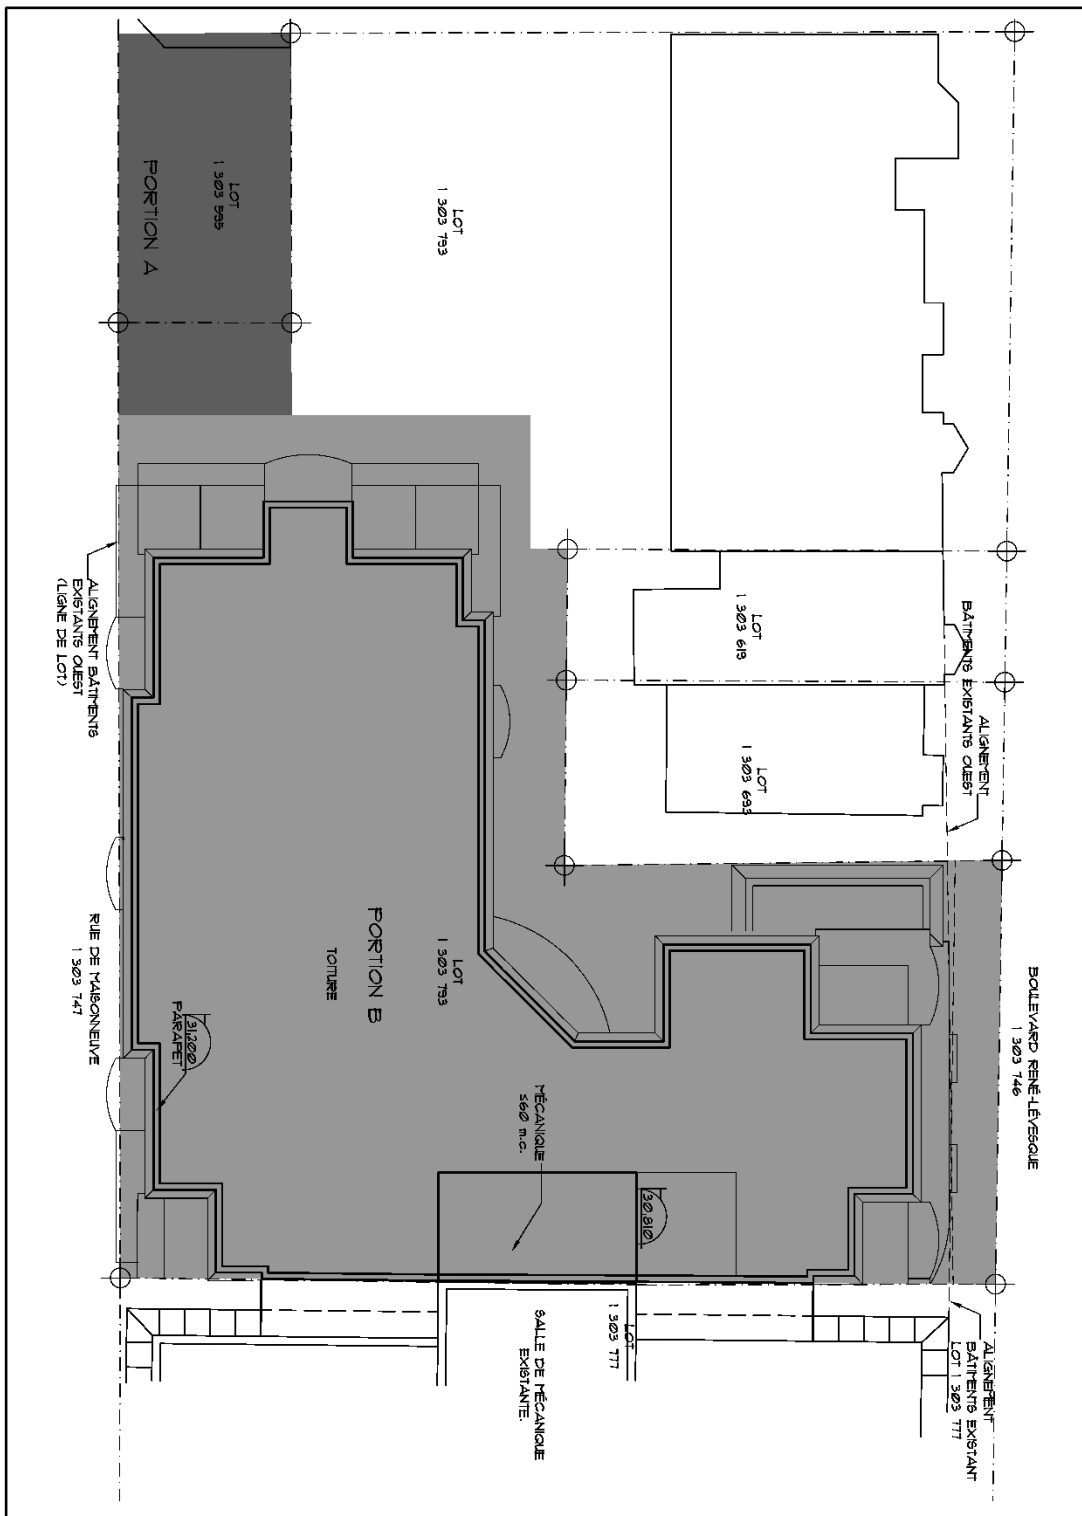 BOULEVARD RENÉ-LÉVESQUE
1 303 746
ALIGNEMENT
BÂTIMENTS EXISTANTS OUEST
ALIGNEMENT
BÂTIMENTS EXISTANT
LOT 1 303 777
LOT
1 303 793
LOT
1 303 619
LOT
1 303 693
LOT
1 303 777
SALLE DE MÉCANIQUE
EXISTANTE.
30,810
MÉCANIQUE
≤60 m.c.
LOT
1 303 793
PORTION B
TOITURE
LOT
1 303 595
PORTION A
31,200
PARAPET
ALIGNEMENT BÂTIMENTS
EXISTANTS OUEST
(LIGNE DE LOT)
RUE DE MAISONNEUVE
1 303 747